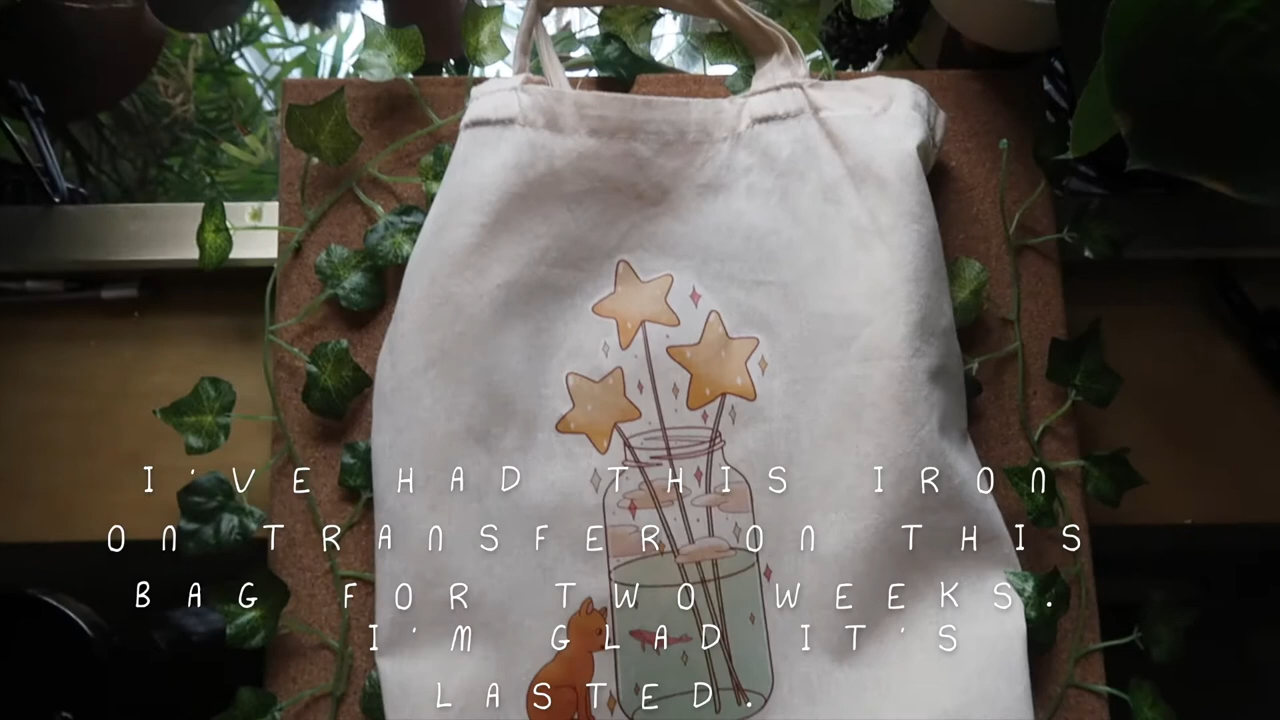 I'VE HAD THIS IRON
ON TRANSFER ON THIS
BAG FOR TWO WEEKS.
I'M GLAD IT'S
LASTED.